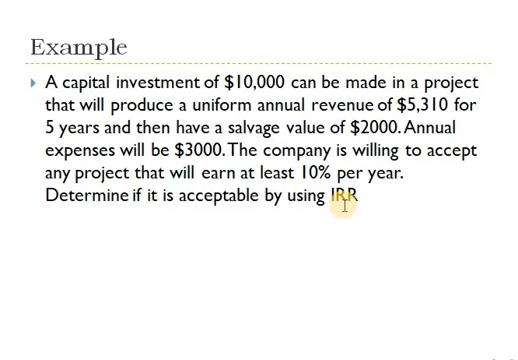 Example
A capital investment of $10,000 can be made in a project
that will produce a uniform annual revenue of $5,310 for
5 years and then have a salvage value of $2000. Annual
expenses will be $3000. The company is willing to accept
any project that will earn at least 10% per year.
Determine if it is acceptable by using IRR